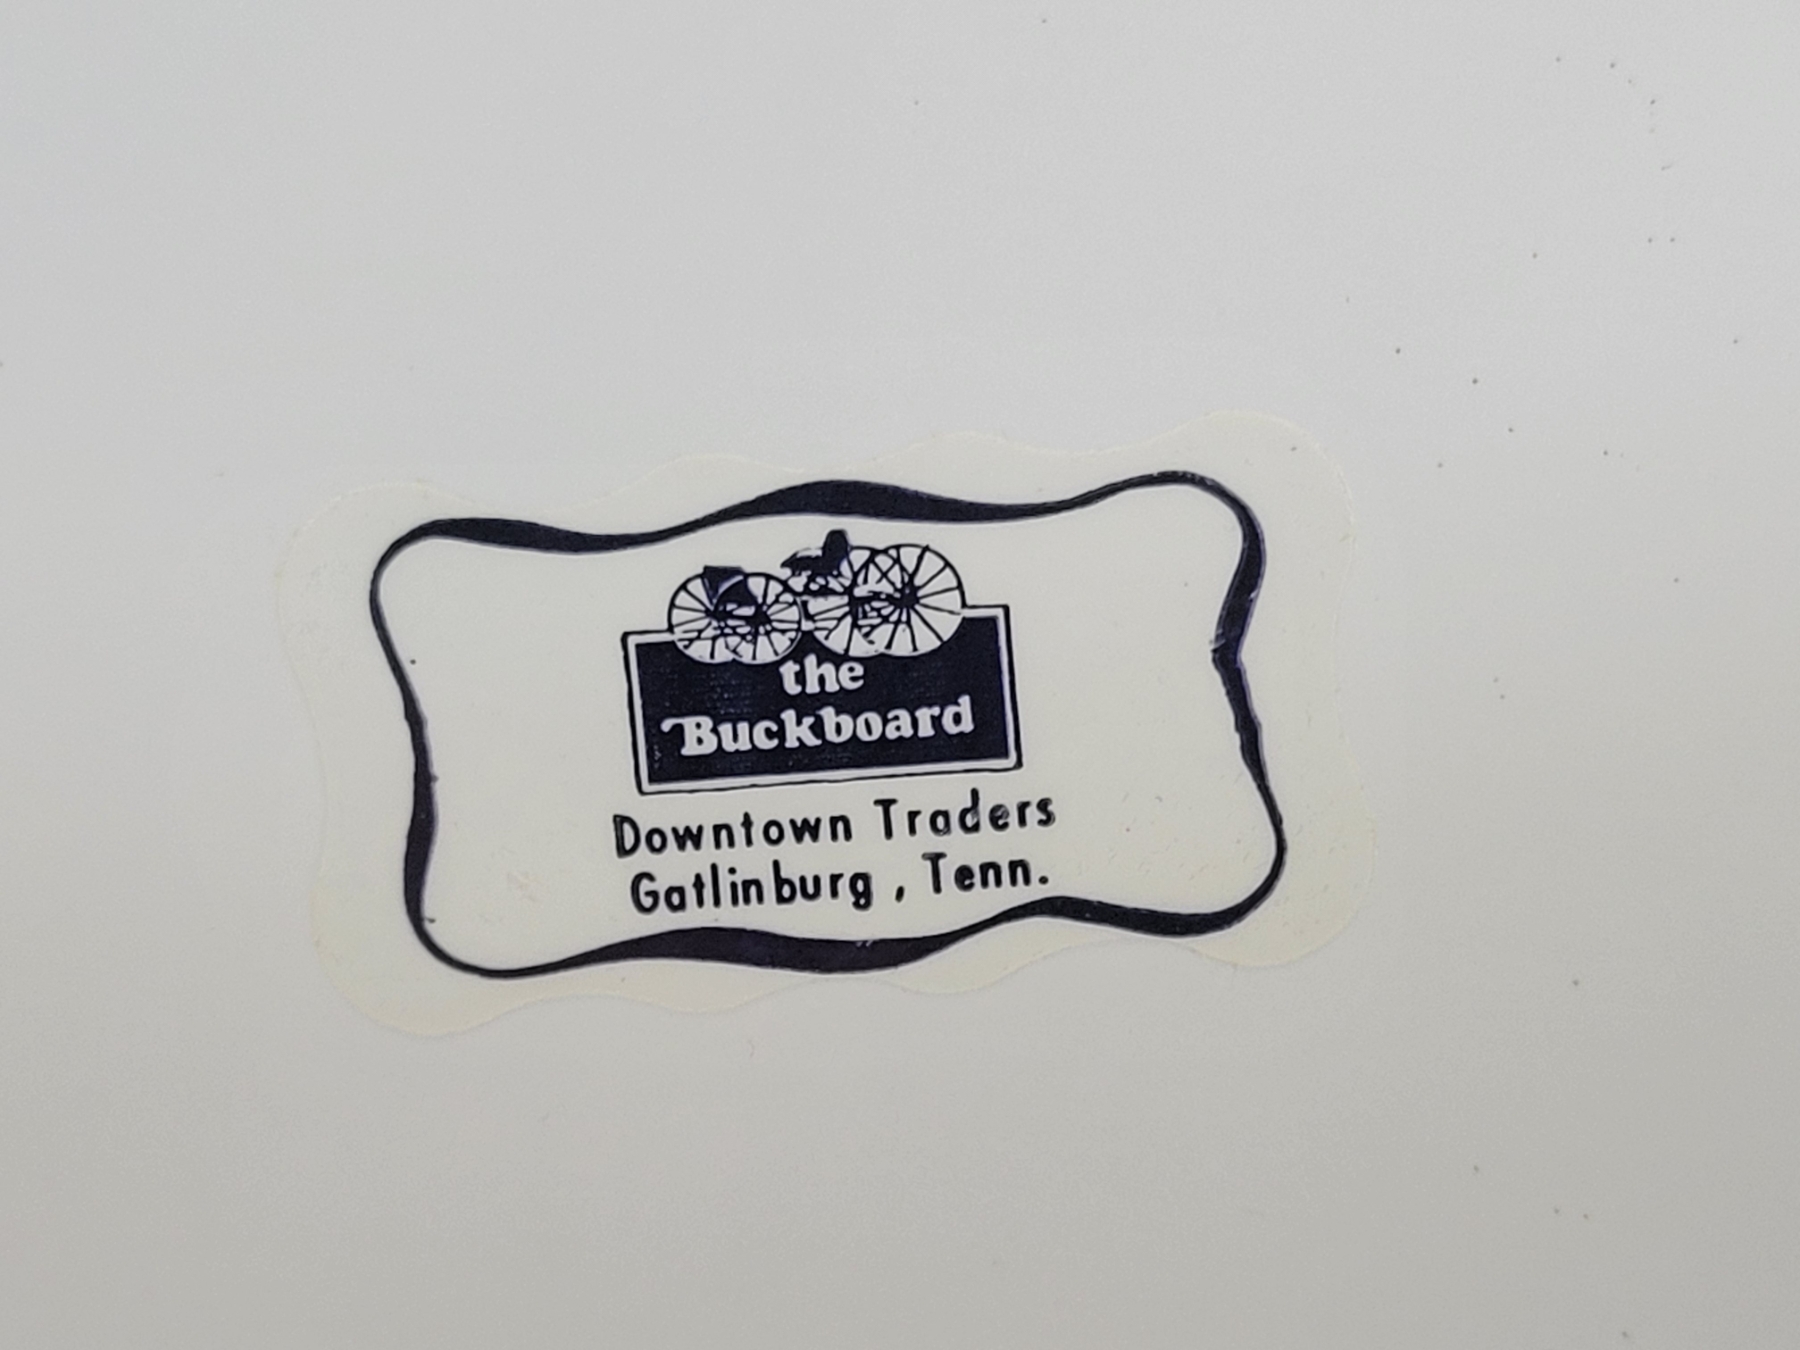 the
Buckboard
Downtown Traders
Gatlinburg , Tenn.